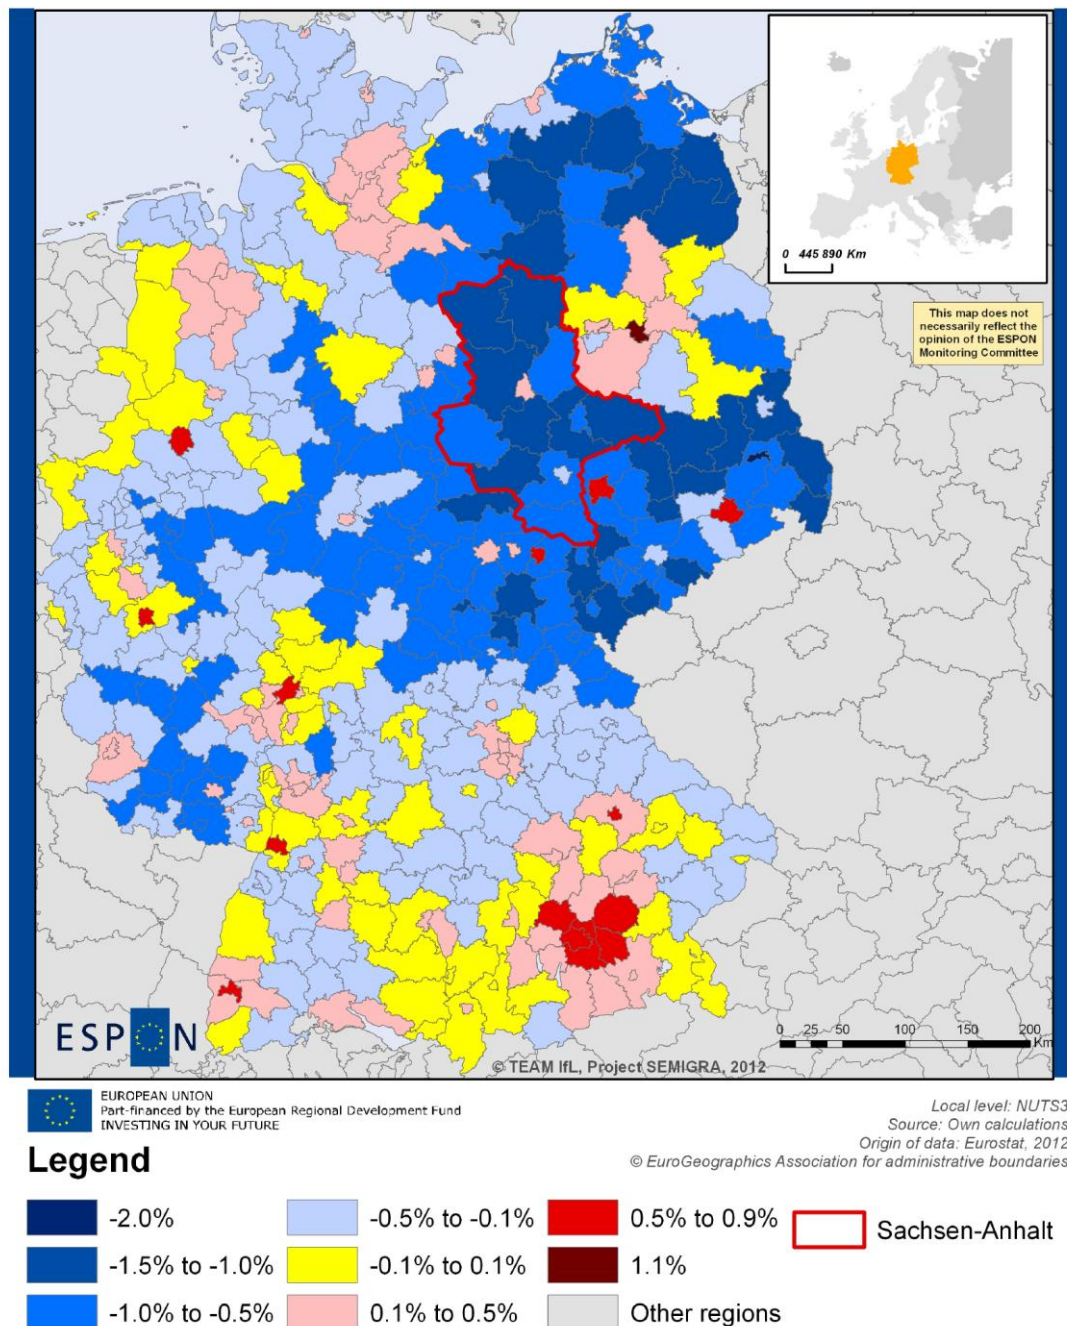 0 445 890 Km
This map does not
necessarily reflect the
opinion of the ESPON
Monitoring Committee
ESPON
0 25 50 100 150 200
Km
© TEAM IfL, Project SEMIGRA, 2012
EUROPEAN UNION
Part-financed by the European Regional Development Fund
INVESTING IN YOUR FUTURE
Local level: NUTS3
Source: Own calculations
Origin of data: Eurostat, 2012
© EuroGeographics Association for administrative boundaries
Legend
-2.0%
-0.5% to -0.1%
0.5% to 0.9%
Sachsen-Anhalt
-1.5% to -1.0%
-0.1% to 0.1%
1.1%
-1.0% to -0.5%
0.1% to 0.5%
Other regions